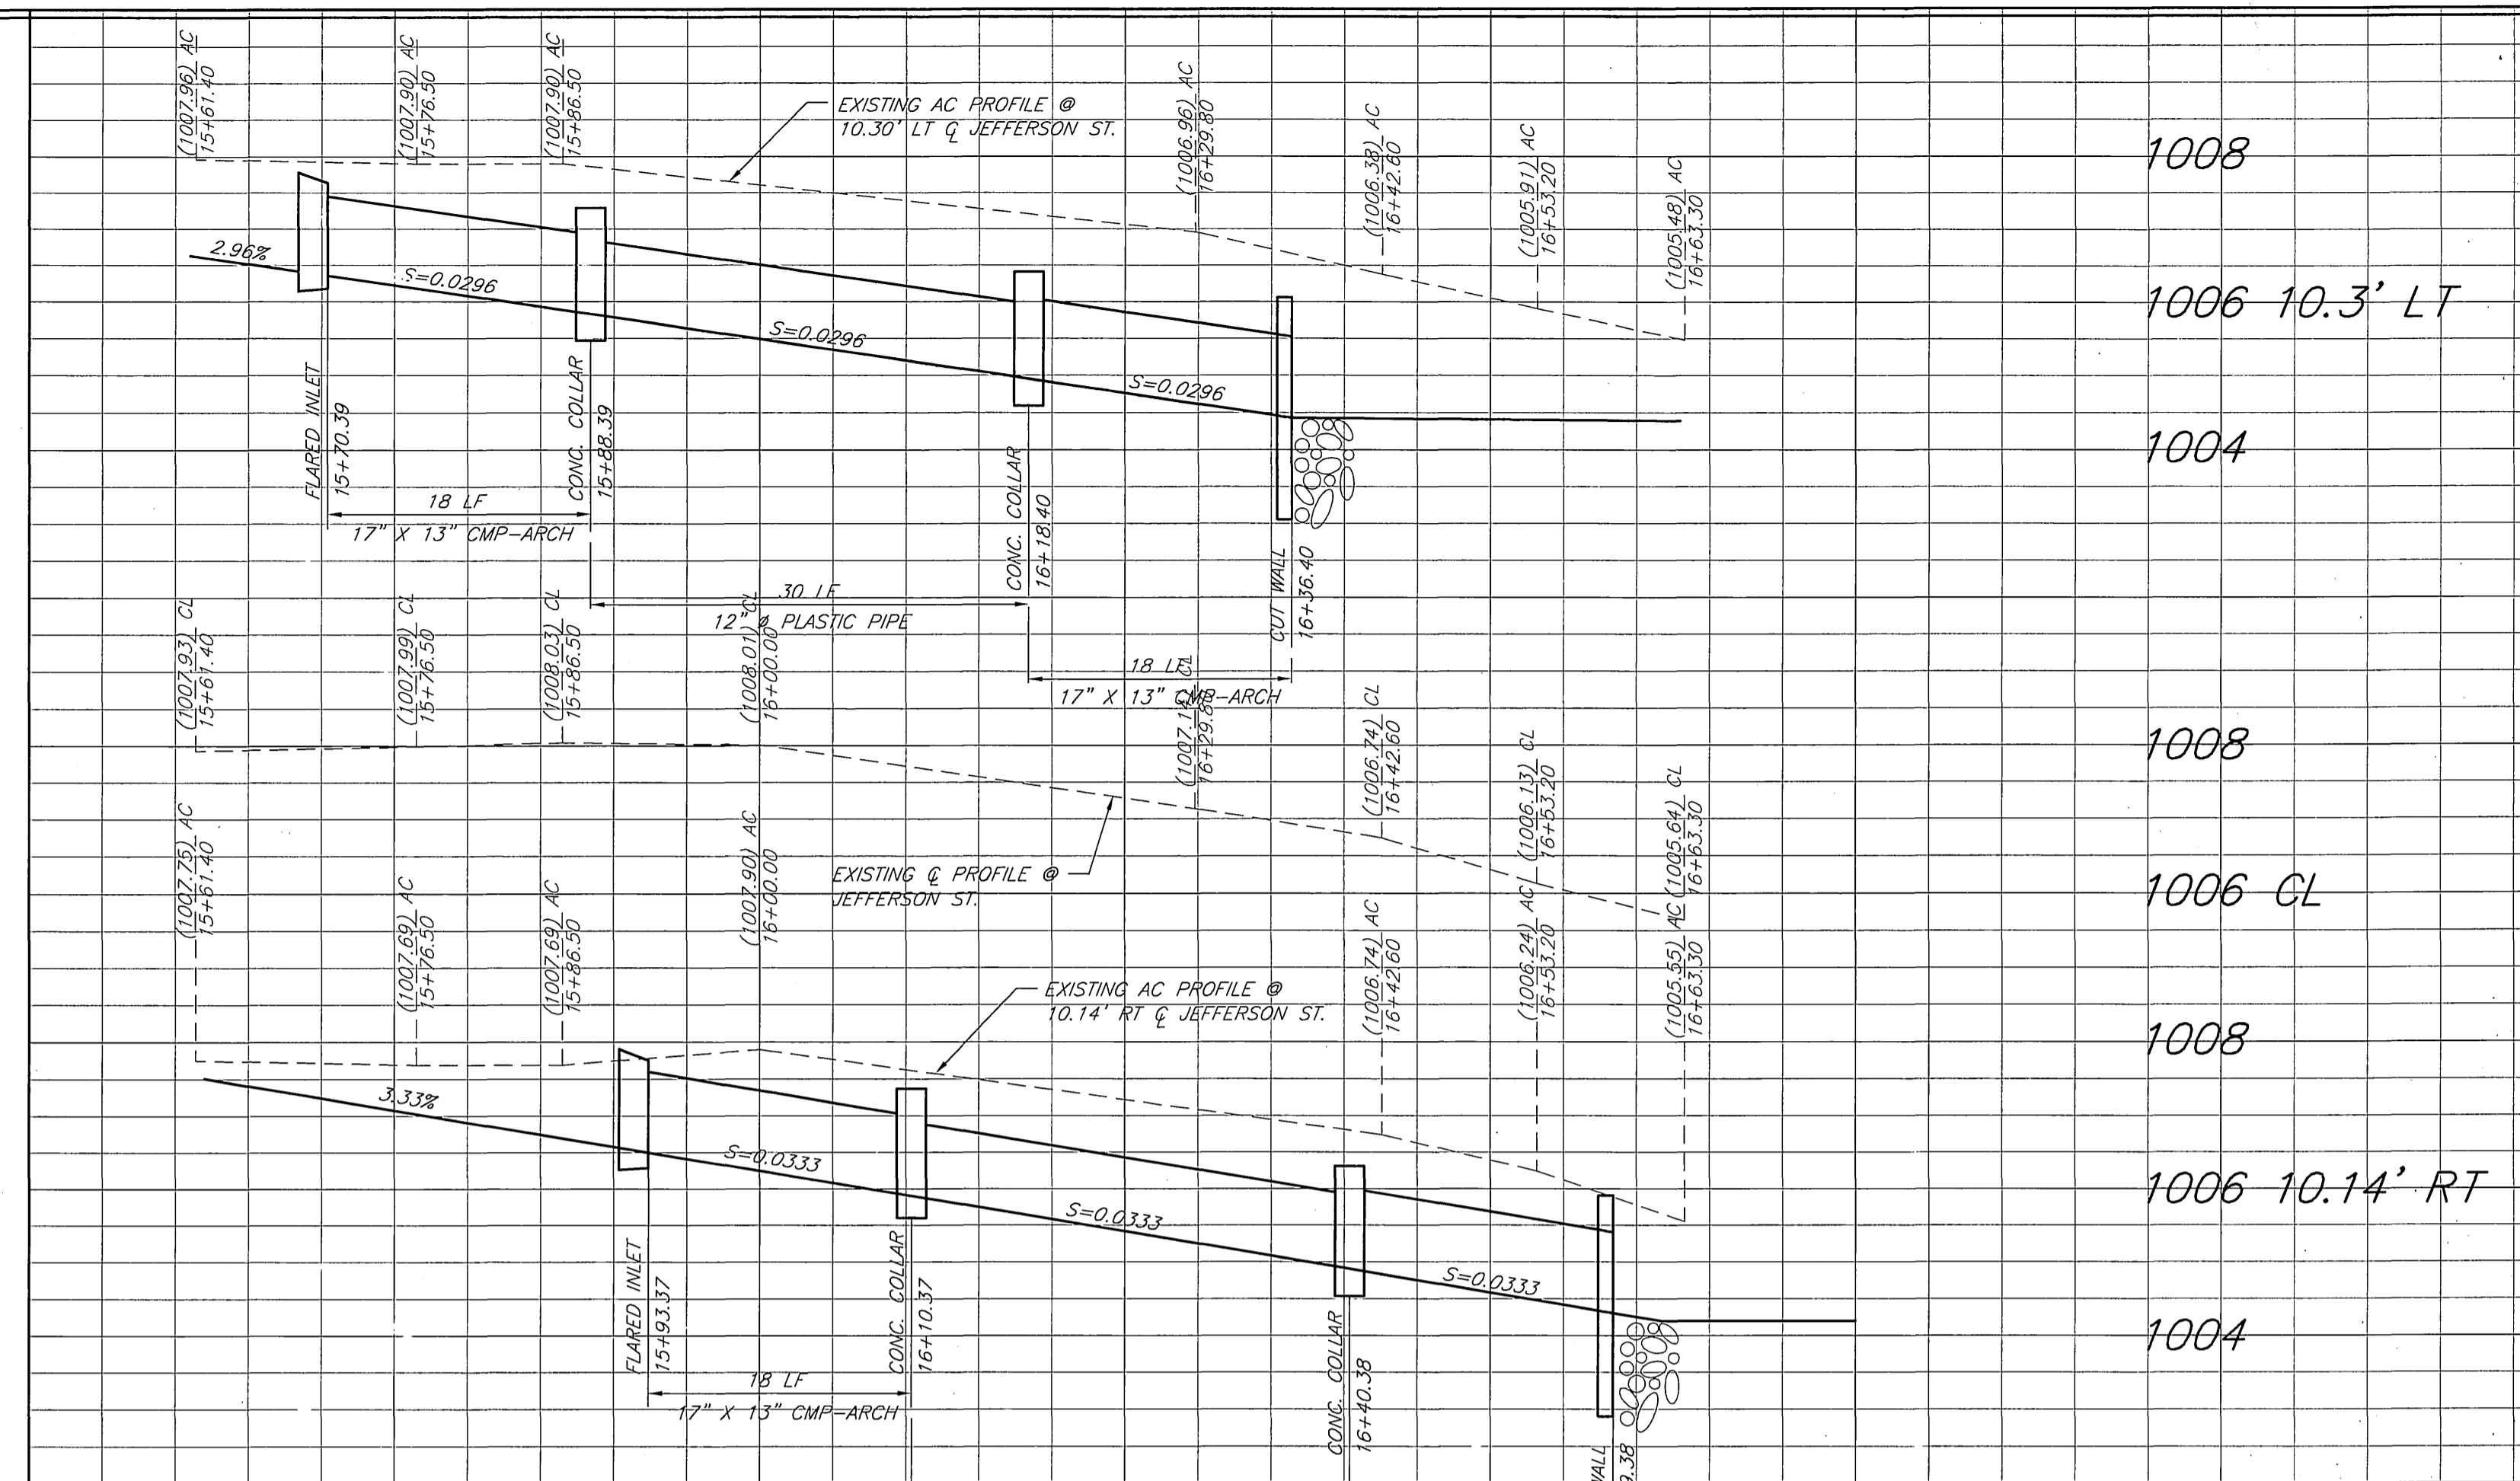 (1007.96) AC
15+61.40
(1007.90) AC
15+76.50
(1007.90) AC
15+86.50
EXISTING AC PROFILE @
10.30' LT ℄ JEFFERSON ST.
(1006.96) AC
16+29.80
(1006.38) AC
16+42.60
(1005.91) AC
16+53.20
(1005.48) AC
16+63.30
1008
2.96%
S=0.0296
S=0.0296
S=0.0296
1006 10.3' LT
1004
FLARED INLET
15+70.39
CONC. COLLAR
15+88.39
CONC. COLLAR
16+18.40
CUT WALL
16+36.40
18 LF
17" X 13" CMP-ARCH
30 LF
12" ø PLASTIC PIPE
18 LF
17" X 13" CMP-ARCH
(1007.93) CL
15+61.40
(1007.99) CL
15+76.50
(1008.03) CL
15+86.50
(1008.01) CL
16+00.00
(1007.14) CL
16+29.80
(1006.74) CL
16+42.60
(1006.13) CL
16+53.20
(1005.64) CL
16+63.30
1008
EXISTING ℄ PROFILE @
JEFFERSON ST.
1006 CL
(1007.75) AC
15+61.40
(1007.69) AC
15+76.50
(1007.69) AC
15+86.50
(1007.90) AC
16+00.00
EXISTING AC PROFILE @
10.14' RT ℄ JEFFERSON ST.
(1006.74) AC
16+42.60
(1006.24) AC
16+53.20
(1005.55) AC
16+63.30
1008
3.33%
S=0.0333
S=0.0333
S=0.0333
1006 10.14' RT
1004
FLARED INLET
15+93.37
CONC. COLLAR
16+10.37
CONC. COLLAR
16+40.38
WALL
9.38
18 LF
17" X 13" CMP-ARCH